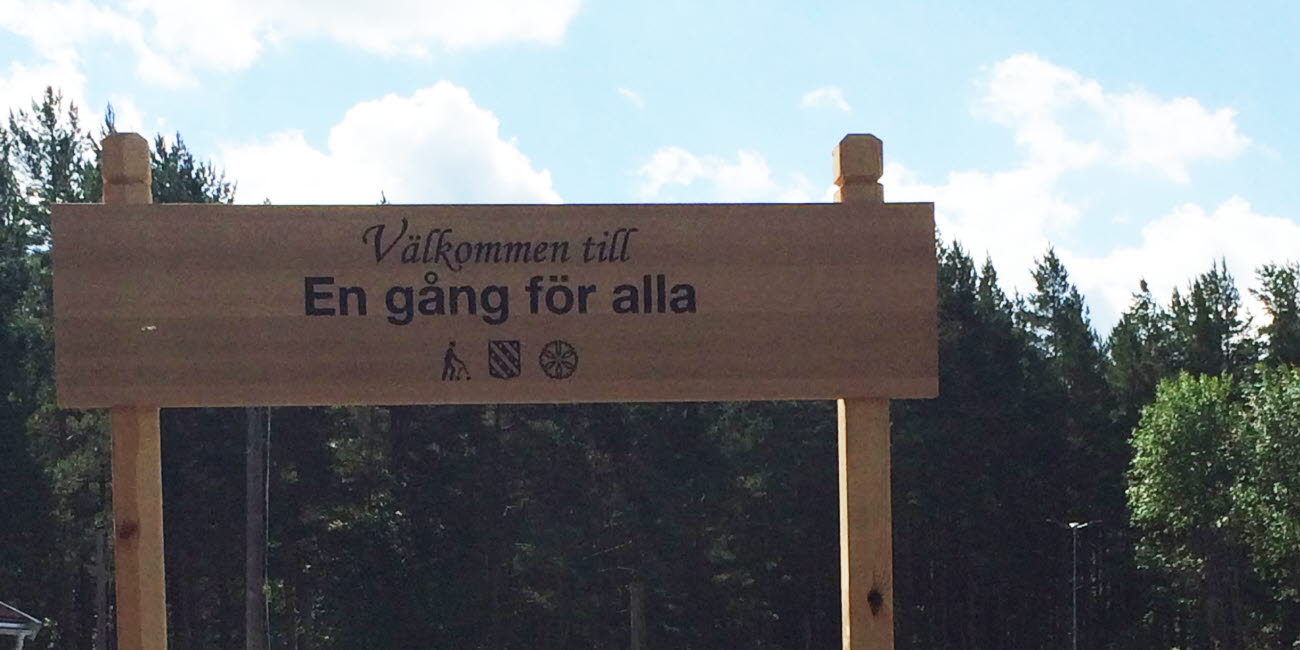 Välkommen till
En gång för alla